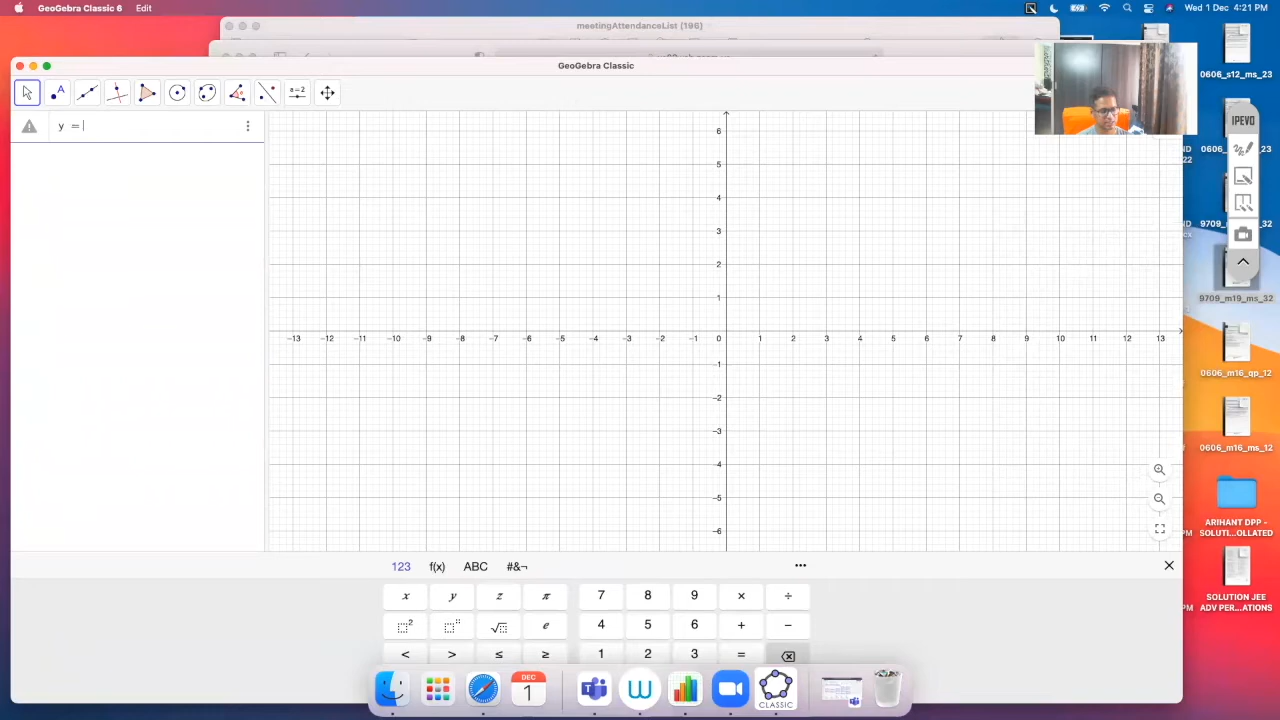 GeoGebra Classic 6 Edit
Wed 1 Dec 4:21 PM
meetingAttendanceList (196)
GeoGebra Classic
a=2
y =
6
5
4
3
2
1
−13 −12 −11 −10 −9 −8 −7 −6 −5 −4 −3 −2 −1 0 1 2 3 4 5 6 7 8 9 10 11 12 13
−1
−2
−3
−4
−5
−6
123 f(x) ABC #&¬
x y z π 7 8 9 × ÷
e 4 5 6 + −
< > ≤ ≥ 1 2 3 =
DEC
1
W
CLASSIC
IPEVO
0606_s12_ms_23
9709_m19_ms_32
0606_m16_qp_12
0606_m16_ms_12
ARIHANT DPP - SOLUTI...OLLATED
SOLUTION JEE ADV PER...ATIONS